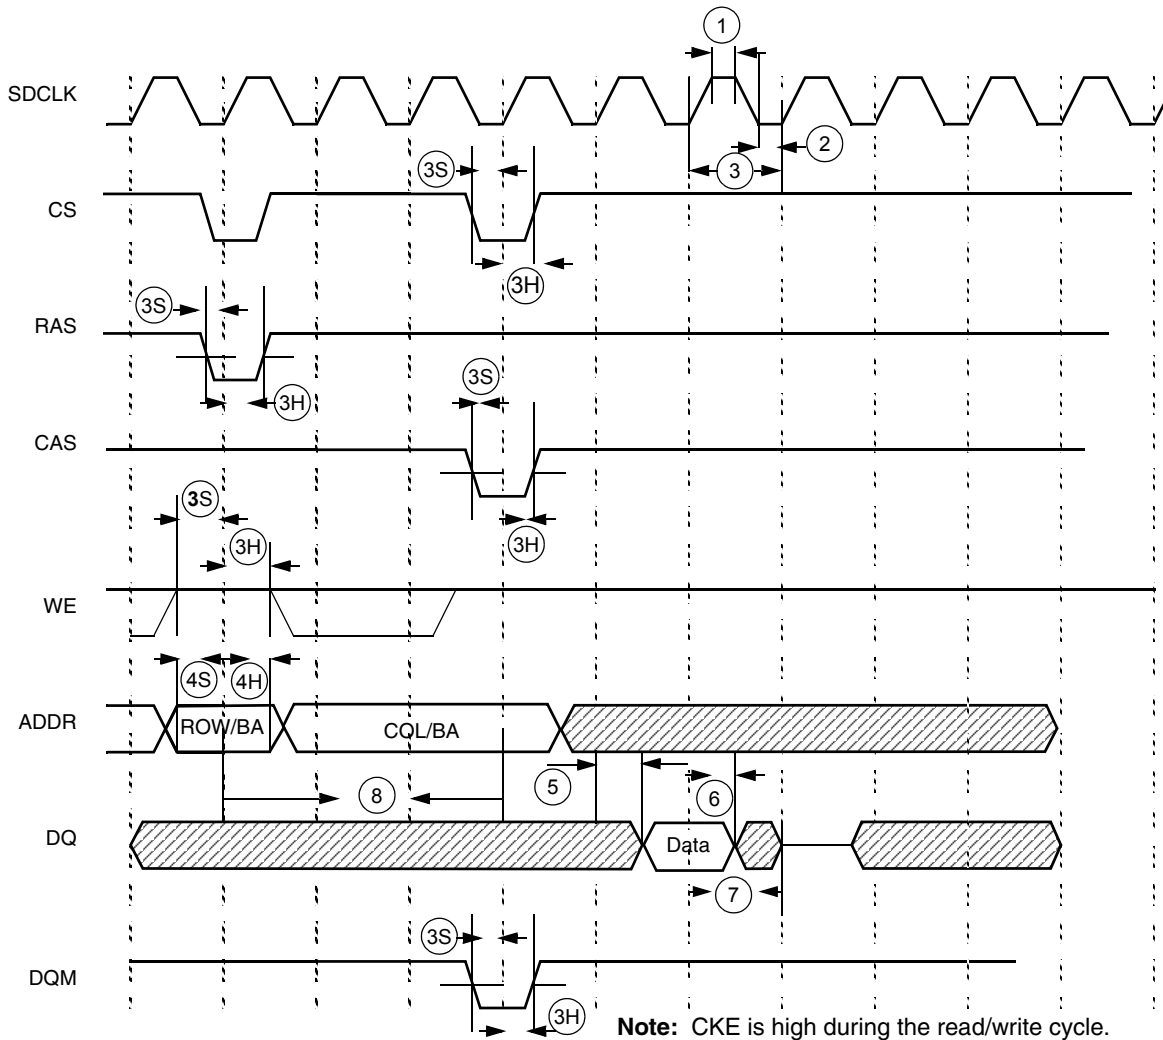 1
SDCLK
2
3S
3
CS
3H
3S
RAS
3S
3H
CAS
3S
3H
3H
WE
4S
4H
ADDR
ROW/BA
COL/BA
5
8
6
DQ
Data
7
3S
DQM
3H
Note: CKE is high during the read/write cycle.